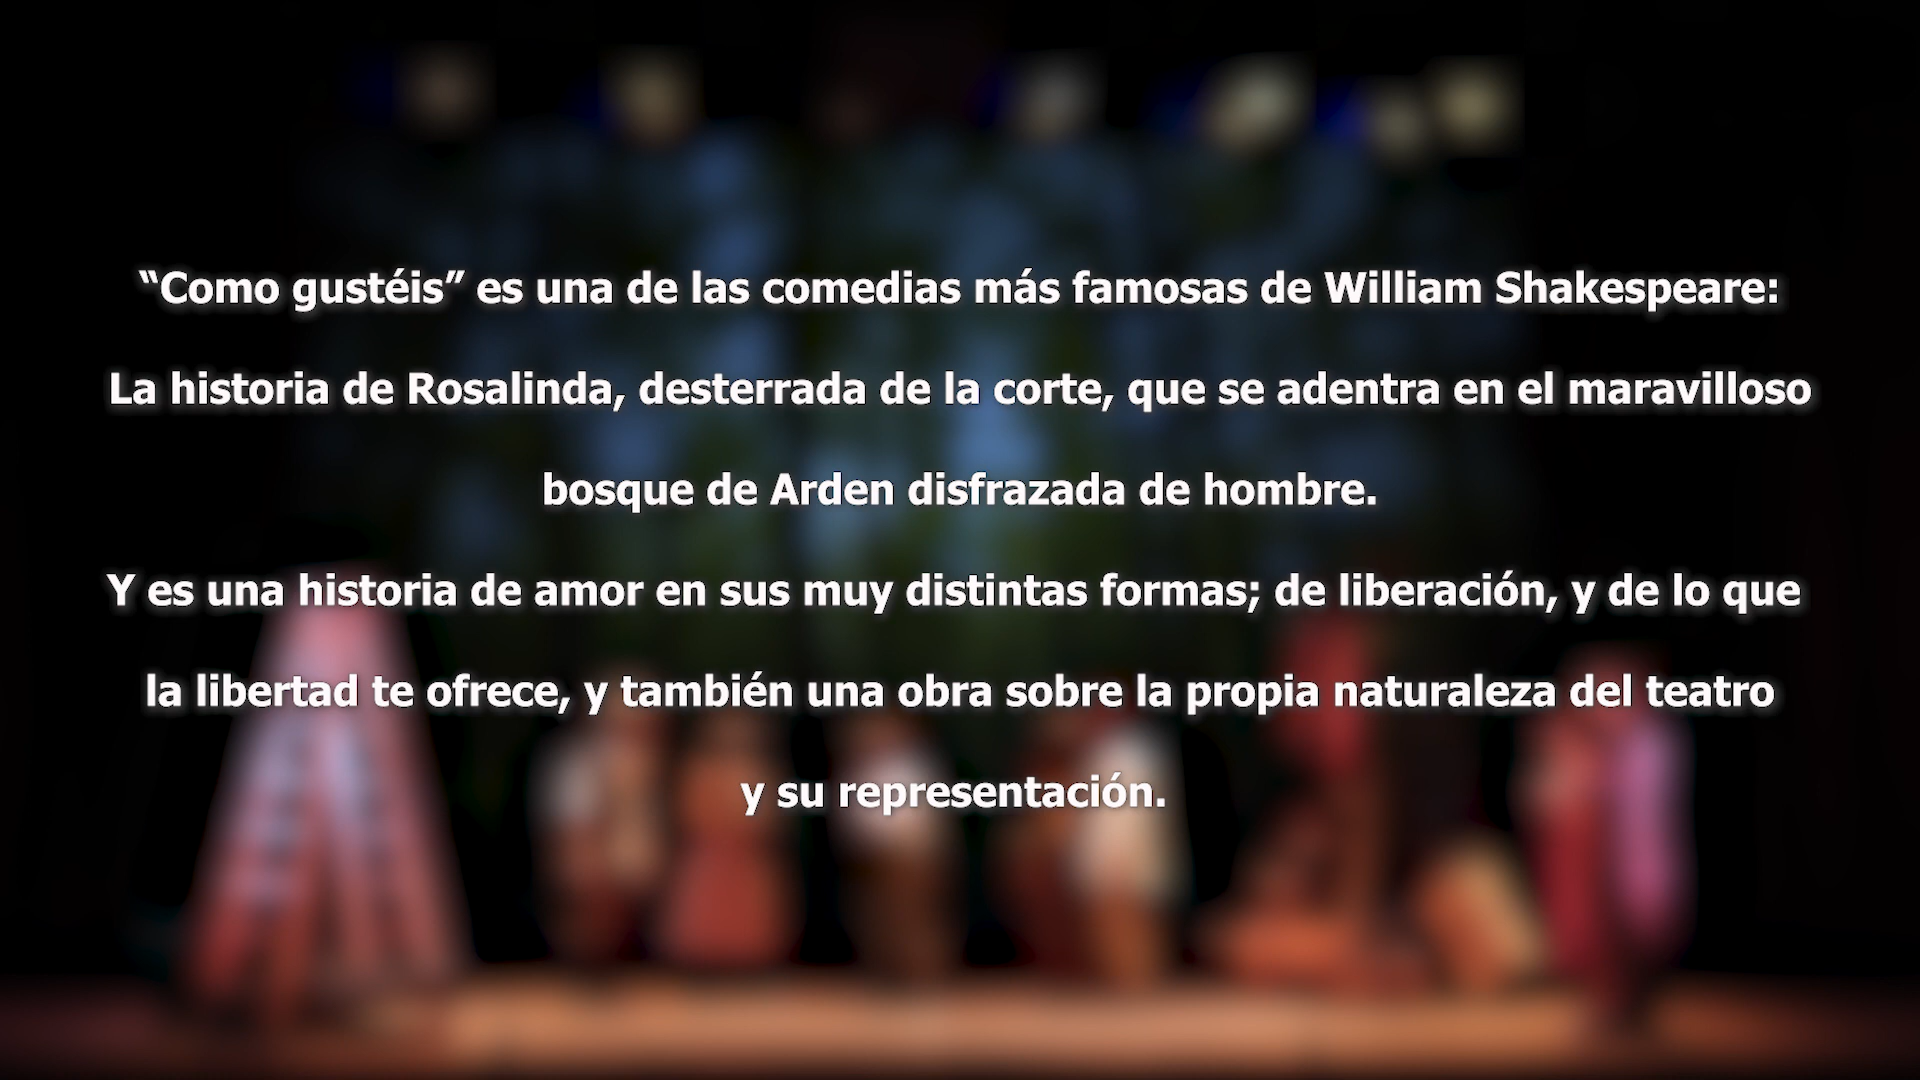 “Como gustéis” es una de las comedias más famosas de William Shakespeare:
La historia de Rosalinda, desterrada de la corte, que se adentra en el maravilloso
bosque de Arden disfrazada de hombre.
Y es una historia de amor en sus muy distintas formas; de liberación, y de lo que
la libertad te ofrece, y también una obra sobre la propia naturaleza del teatro
y su representación.